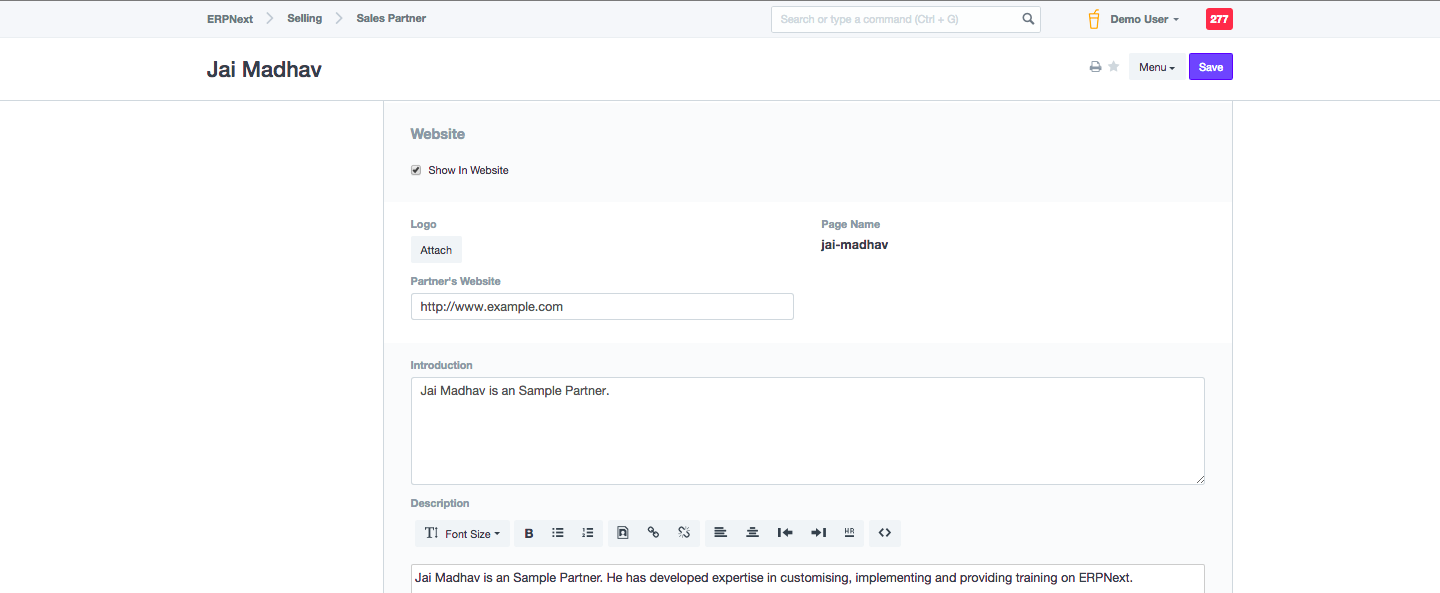 ERPNext Selling Sales Partner Search or type a command (Ctrl + G) Demo User 277
Jai Madhav Menu Save
Website
Show In Website
Logo Page Name
Attach jai-madhav
Partner's Website
http://www.example.com
Introduction
Jai Madhav is an Sample Partner.
Description
Font Size B HR
Jai Madhav is an Sample Partner. He has developed expertise in customising, implementing and providing training on ERPNext.